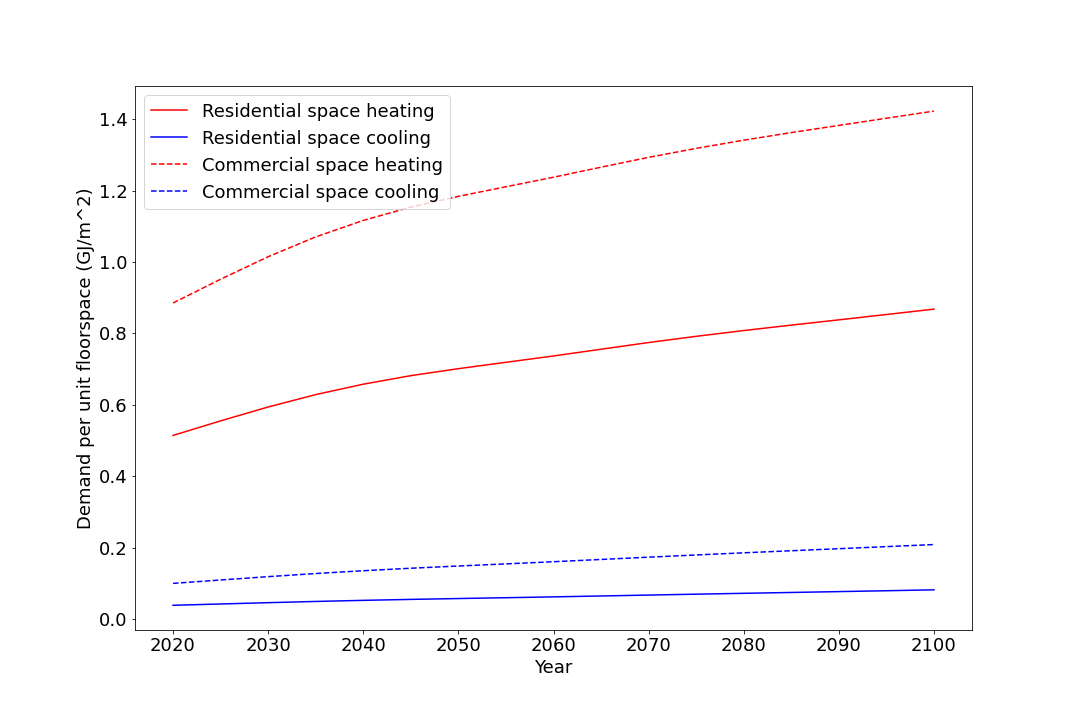 Residential space heating
Residential space cooling
Commercial space heating
Commercial space cooling
Demand per unit floorspace (GJ/m^2)
1.4
1.2
1.0
0.8
0.6
0.4
0.2
0.0
2020 2030 2040 2050 2060 2070 2080 2090 2100
Year